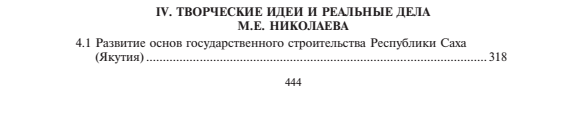 IV. ТВОРЧЕСКИЕ ИДЕИ И РЕАЛЬНЫЕ ДЕЛА
М.Е. НИКОЛАЕВА
4.1 Развитие основ государственного строительства Республики Саха
(Якутия) ........................................................................................................ 318
444